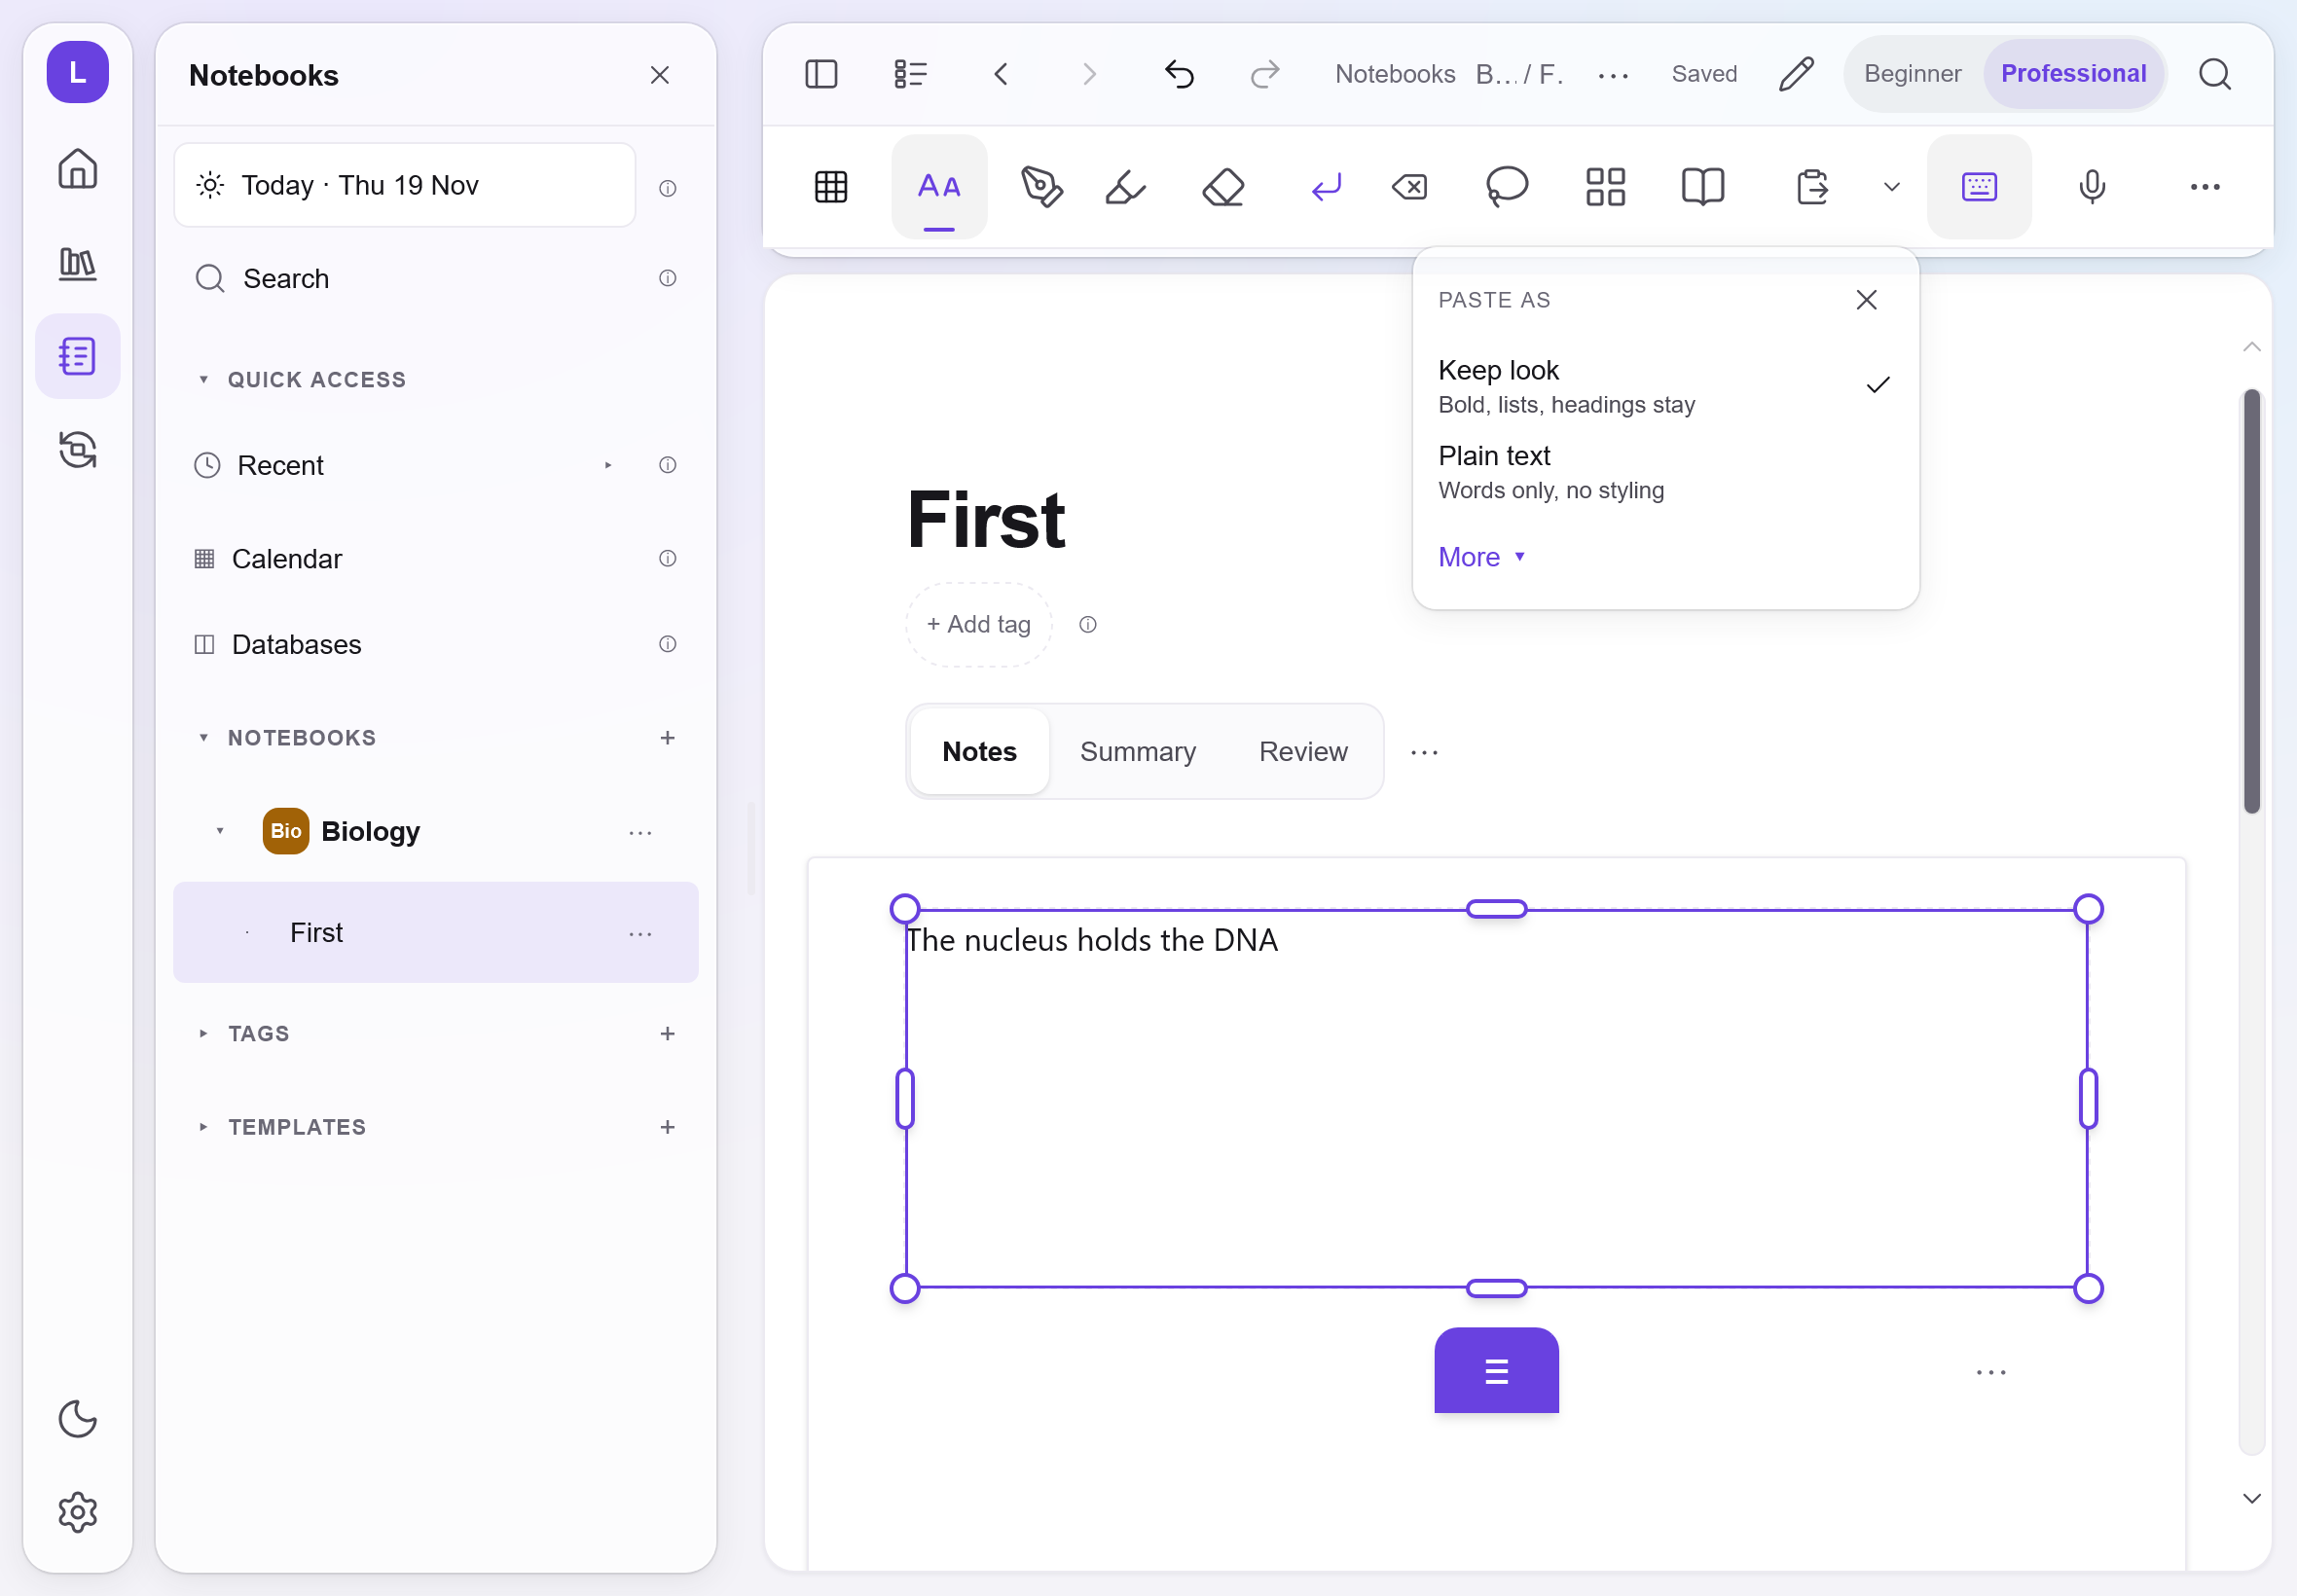 L
Notebooks
Today · Thu 19 Nov
Search
QUICK ACCESS
Recent
Calendar
Databases
NOTEBOOKS
Bio Biology
First
TAGS
TEMPLATES
Notebooks B… / F.
Saved
Beginner
Professional
AA
PASTE AS
Keep look
Bold, lists, headings stay
Plain text
Words only, no styling
More
First
+ Add tag
Notes
Summary
Review
The nucleus holds the DNA